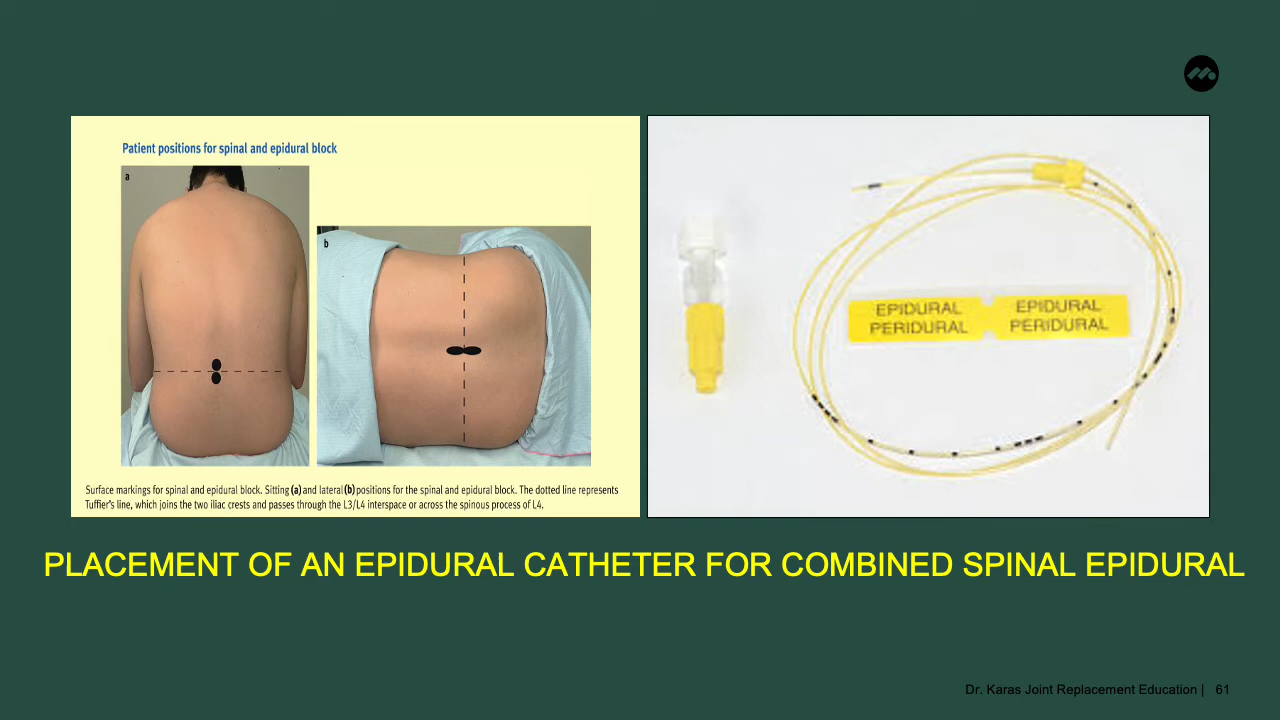 Patient positions for spinal and epidural block
a
b
Surface markings for spinal and epidural block. Sitting (a) and lateral (b) positions for the spinal and epidural block. The dotted line represents
Tuffier's line, which joins the two iliac crests and passes through the L3/L4 interspace or across the spinous process of L4.
EPIDURAL
PERIDURAL
EPIDURAL
PERIDURAL
PLACEMENT OF AN EPIDURAL CATHETER FOR COMBINED SPINAL EPIDURAL
Dr. Karas Joint Replacement Education | 61